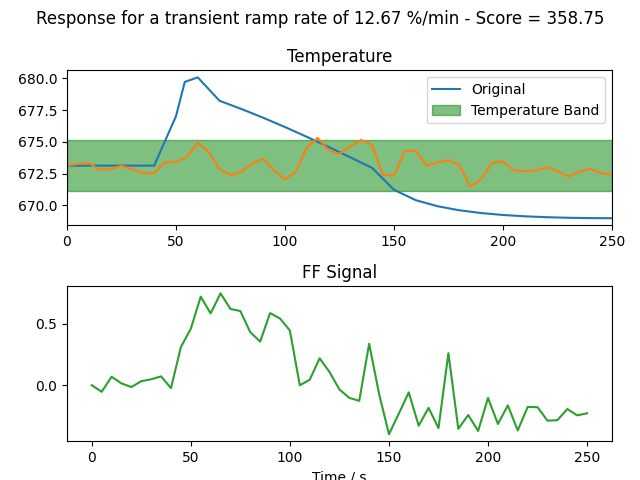 Response for a transient ramp rate of 12.67 %/min - Score = 358.75
Temperature
680.0
677.5
675.0
672.5
670.0
Original
Temperature Band
0 50 100 150 200 250
FF Signal
0.5
0.0
0 50 100 150 200 250
Time / s